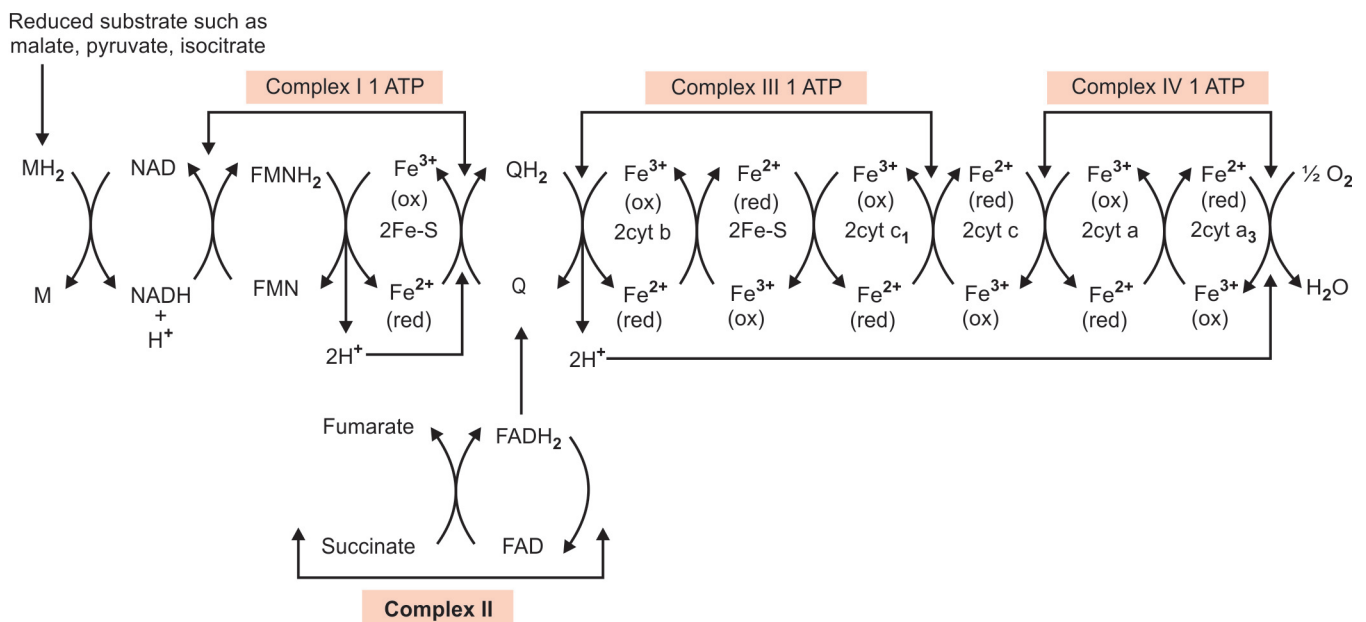 Reduced substrate such as
malate, pyruvate, isocitrate
Complex I 1 ATP
Complex III 1 ATP
Complex IV 1 ATP
MH₂
NAD
FMNH₂
Fe³⁺
(ox)
2Fe-S
QH₂
Fe³⁺
(ox)
2cyt b
Fe²⁺
(red)
2Fe-S
Fe³⁺
(ox)
2cyt c₁
Fe²⁺
(red)
2cyt c
Fe³⁺
(ox)
2cyt a
Fe²⁺
(red)
2cyt a₃
½ O₂
M
NADH
+
H⁺
FMN
Fe²⁺
(red)
Q
Fe²⁺
(red)
Fe³⁺
(ox)
Fe²⁺
(red)
Fe³⁺
(ox)
Fe²⁺
(red)
Fe³⁺
(ox)
H₂O
2H⁺
2H⁺
Fumarate
FADH₂
Succinate
FAD
Complex II